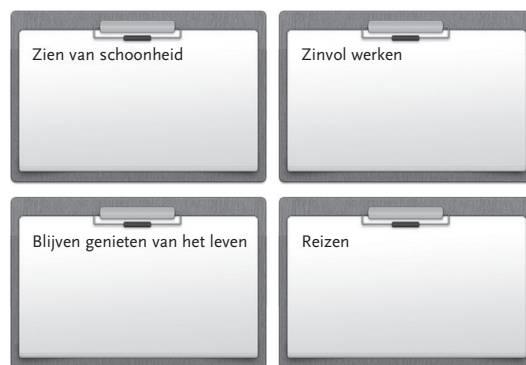 Zien van schoonheid
Zinvol werken
Blijven genieten van het leven
Reizen